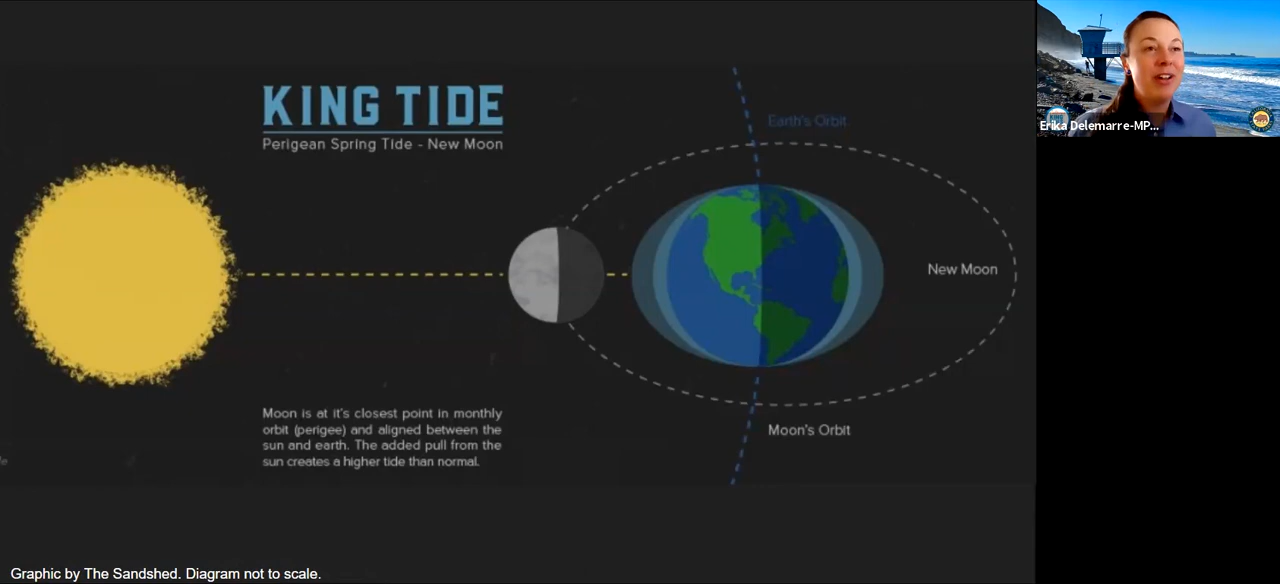 KING TIDE
Perigean Spring Tide - New Moon
Earth's Orbit
New Moon
Moon is at it's closest point in monthly
orbit (perigee) and aligned between the
sun and earth. The added pull from the
sun creates a higher tide than normal.
Moon's Orbit
Graphic by The Sandshed. Diagram not to scale.
Erika Delemarre-MP...